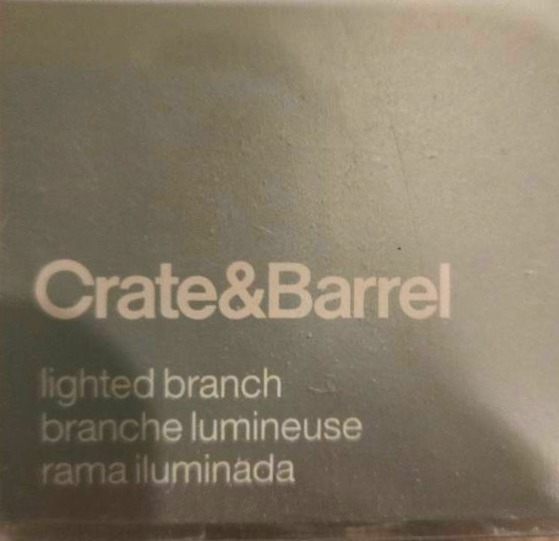 Crate&Barrel
lighted branch
branche lumineuse
rama iluminada